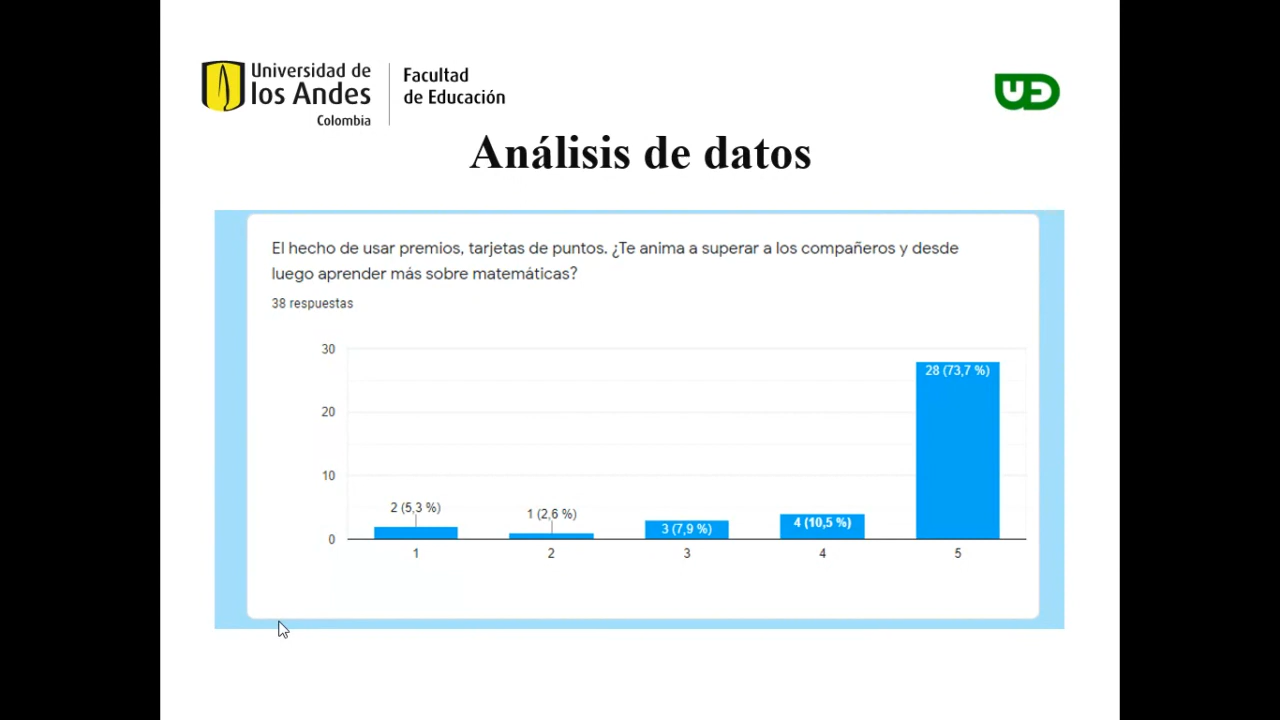 Universidad de
los Andes
Colombia
Facultad
de Educación
UD
Análisis de datos
El hecho de usar premios, tarjetas de puntos. ¿Te anima a superar a los compañeros y desde
luego aprender más sobre matemáticas?
38 respuestas
30
20
10
0
2 (5,3 %)
1 (2,6 %)
3 (7,9 %)
4 (10,5 %)
28 (73,7 %)
1
2
3
4
5